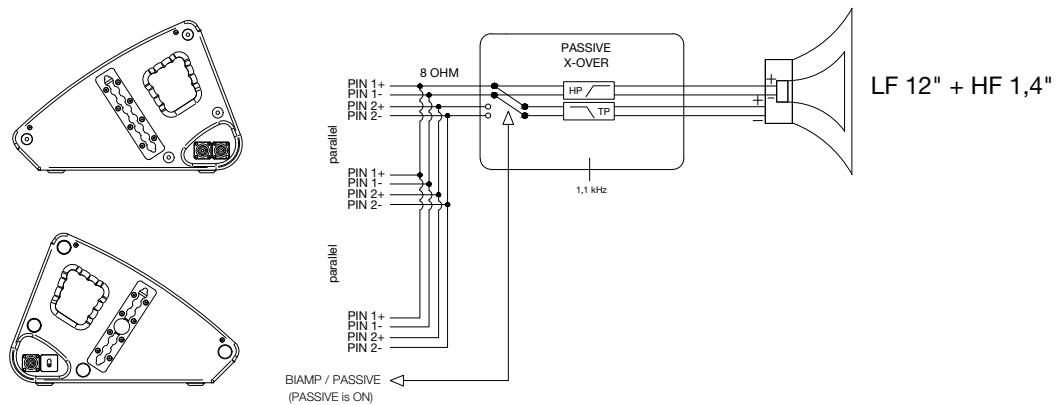 PASSIVE
X-OVER
8 OHM
PIN 1+
PIN 1-
PIN 2+
PIN 2-
HP
TP
+
-
+
-
LF 12" + HF 1,4"
parallel
1,1 kHz
PIN 1+
PIN 1-
PIN 2+
PIN 2-
parallel
PIN 1+
PIN 1-
PIN 2+
PIN 2-
BIAMP / PASSIVE
(PASSIVE is ON)